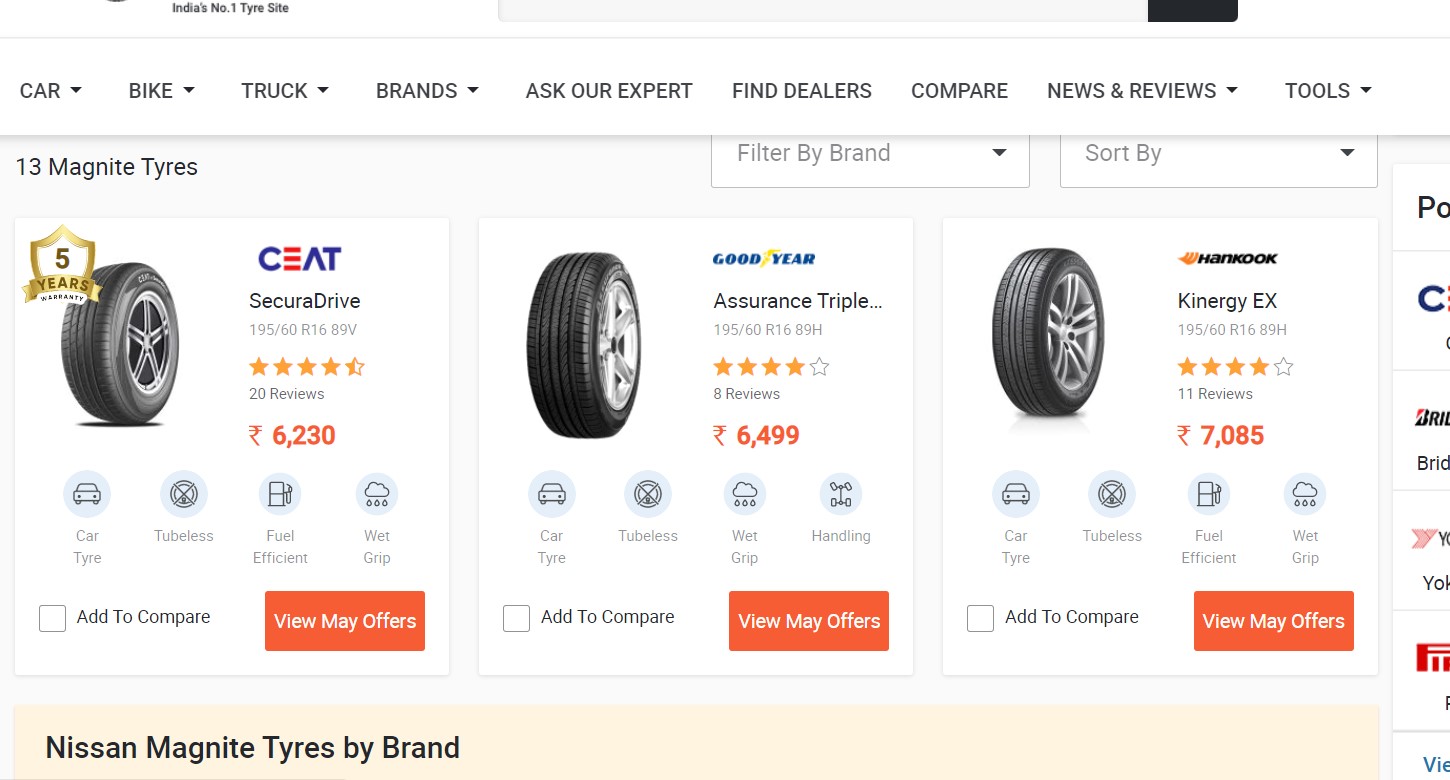 India's No.1 Tyre Site
CAR BIKE TRUCK BRANDS ASK OUR EXPERT FIND DEALERS COMPARE NEWS & REVIEWS TOOLS
13 Magnite Tyres
Filter By Brand
Sort By
5
YEARS
WARRANTY
CEAT
SecuraDrive
195/60 R16 89V
20 Reviews
₹ 6,230
Car
Tyre
Tubeless
Fuel
Efficient
Wet
Grip
Add To Compare
View May Offers
GOODYEAR
Assurance Triple...
195/60 R16 89H
8 Reviews
₹ 6,499
Car
Tyre
Tubeless
Wet
Grip
Handling
Add To Compare
View May Offers
HANKOOK
Kinergy EX
195/60 R16 89H
11 Reviews
₹ 7,085
Car
Tyre
Tubeless
Fuel
Efficient
Wet
Grip
Add To Compare
View May Offers
Nissan Magnite Tyres by Brand
Po
Brid
Yok
Vie